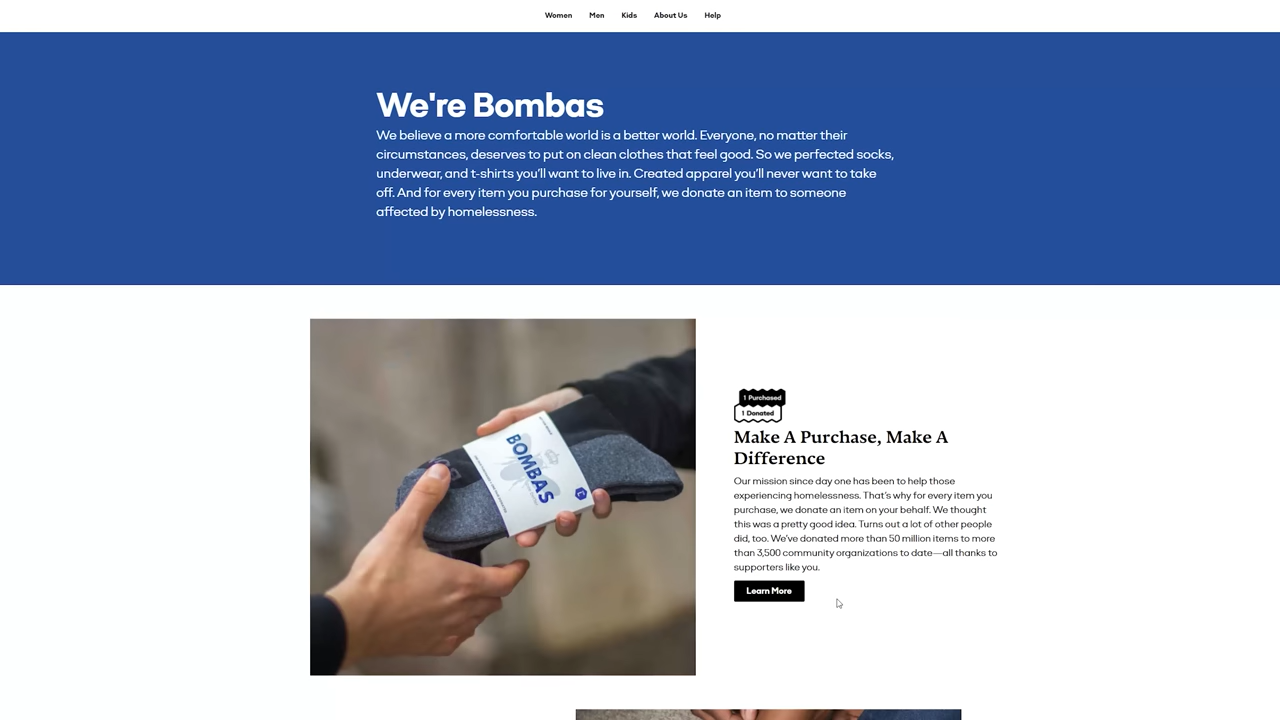 Women Men Kids About Us Help
We're Bombas
We believe a more comfortable world is a better world. Everyone, no matter their
circumstances, deserves to put on clean clothes that feel good. So we perfected socks,
underwear, and t-shirts you'll want to live in. Created apparel you'll never want to take
off. And for every item you purchase for yourself, we donate an item to someone
affected by homelessness.
BOMBAS
1 Purchased
1 Donated
Make A Purchase, Make A
Difference
Our mission since day one has been to help those
experiencing homelessness. That's why for every item you
purchase, we donate an item on your behalf. We thought
this was a pretty good idea. Turns out a lot of other people
did, too. We've donated more than 50 million items to more
than 3,500 community organizations to date—all thanks to
supporters like you.
Learn More